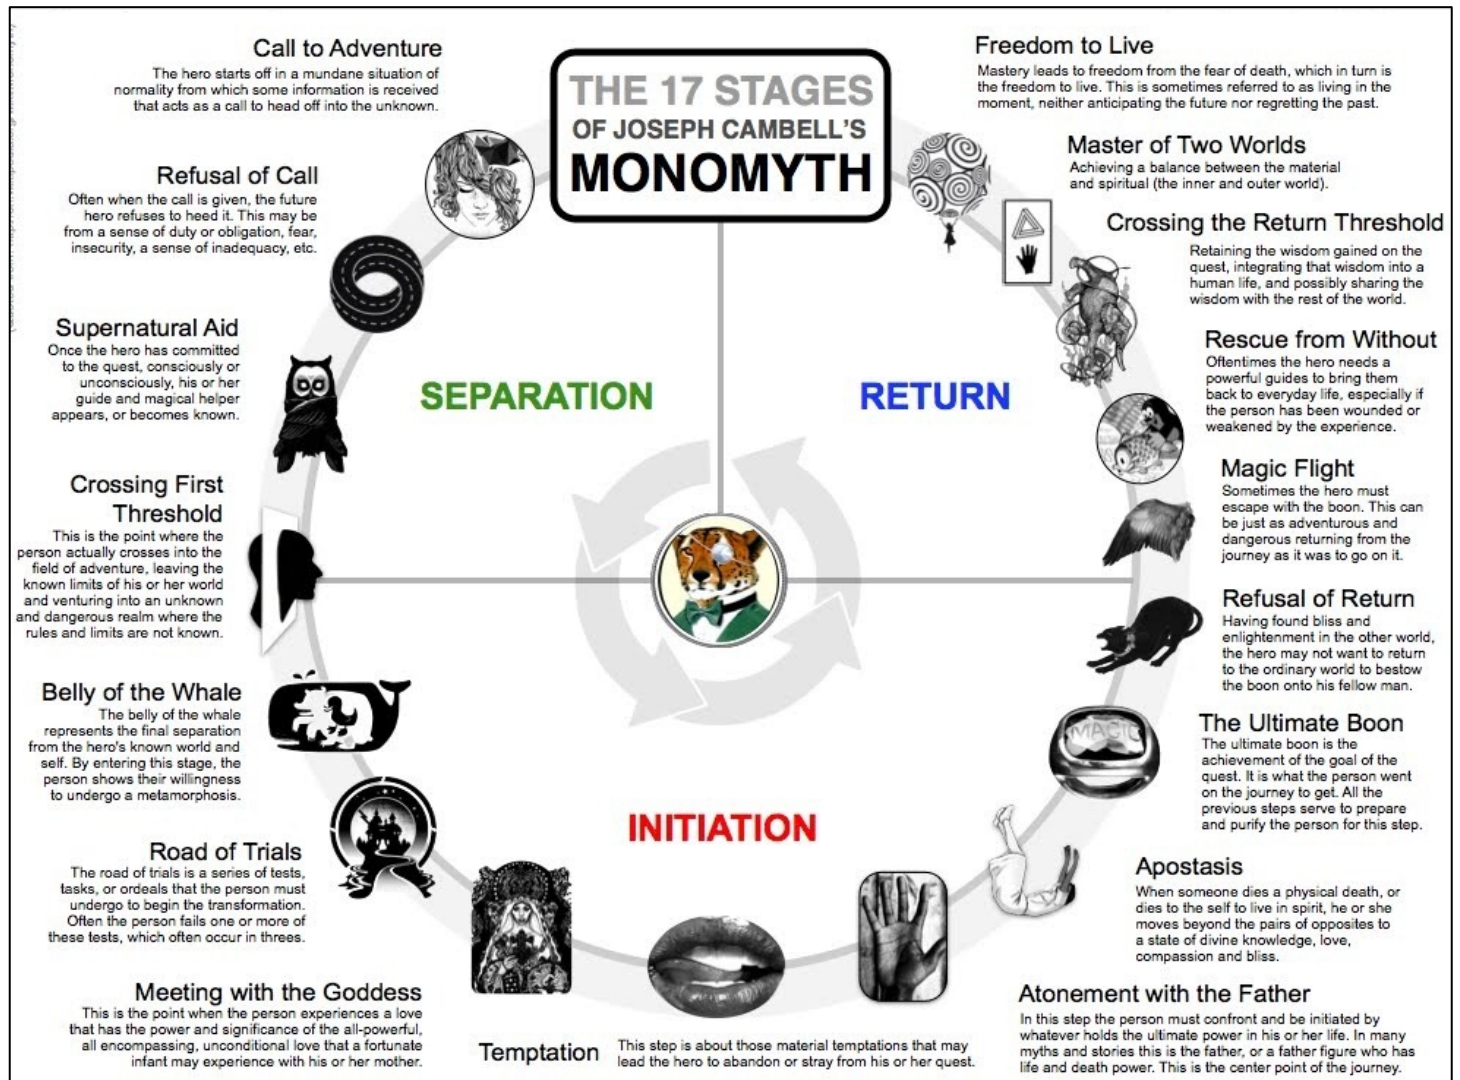 THE 17 STAGES
OF JOSEPH CAMBELL'S
MONOMYTH
Call to Adventure
The hero starts off in a mundane situation of
normality from which some information is received
that acts as a call to head off into the unknown.
Refusal of Call
Often when the call is given, the future
hero refuses to heed it. This may be
from a sense of duty or obligation, fear,
insecurity, a sense of inadequacy, etc.
Supernatural Aid
Once the hero has committed
to the quest, consciously or
unconsciously, his or her
guide and magical helper
appears, or becomes known.
Crossing First
Threshold
This is the point where the
person actually crosses into the
field of adventure, leaving the
known limits of his or her world
and venturing into an unknown
and dangerous realm where the
rules and limits are not known.
Belly of the Whale
The belly of the whale
represents the final separation
from the hero's known world and
self. By entering this stage, the
person shows their willingness
to undergo a metamorphosis.
Road of Trials
The road of trials is a series of tests,
tasks, or ordeals that the person must
undergo to begin the transformation.
Often the person fails one or more of
these tests, which often occur in threes.
Meeting with the Goddess
This is the point when the person experiences a love
that has the power and significance of the all-powerful,
all encompassing, unconditional love that a fortunate
infant may experience with his or her mother.
Temptation
This step is about those material temptations that may
lead the hero to abandon or stray from his or her quest.
Atonement with the Father
In this step the person must confront and be initiated by
whatever holds the ultimate power in his or her life. In many
myths and stories this is the father, or a father figure who has
life and death power. This is the center point of the journey.
Apostasis
When someone dies a physical death, or
dies to the self to live in spirit, he or she
moves beyond the pairs of opposites to
a state of divine knowledge, love,
compassion and bliss.
The Ultimate Boon
The ultimate boon is the
achievement of the goal of the
quest. It is what the person went
on the journey to get. All the
previous steps serve to prepare
and purify the person for this step.
MAGIC
Refusal of Return
Having found bliss and
enlightenment in the other world,
the hero may not want to return
to the ordinary world to bestow
the boon onto his fellow man.
Magic Flight
Sometimes the hero must
escape with the boon. This can
be just as adventurous and
dangerous returning from the
journey as it was to go on it.
Rescue from Without
Oftentimes the hero needs a
powerful guides to bring them
back to everyday life, especially if
the person has been wounded or
weakened by the experience.
Crossing the Return Threshold
Retaining the wisdom gained on the
quest, integrating that wisdom into a
human life, and possibly sharing the
wisdom with the rest of the world.
Master of Two Worlds
Achieving a balance between the material
and spiritual (the inner and outer world).
Freedom to Live
Mastery leads to freedom from the fear of death, which in turn is
the freedom to live. This is sometimes referred to as living in the
moment, neither anticipating the future nor regretting the past.
SEPARATION
RETURN
INITIATION